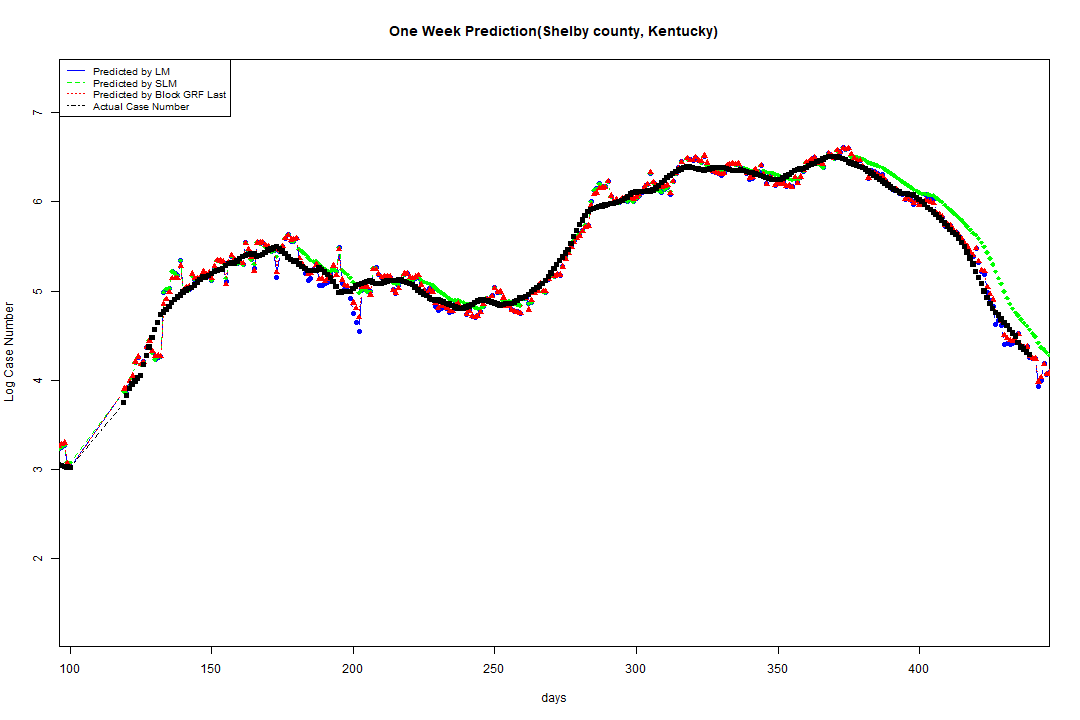 One Week Prediction(Shelby county, Kentucky)
Predicted by LM
Predicted by SLM
Predicted by Block GRF Last
Actual Case Number
7
6
5
4
3
2
Log Case Number
100 150 200 250 300 350 400
days